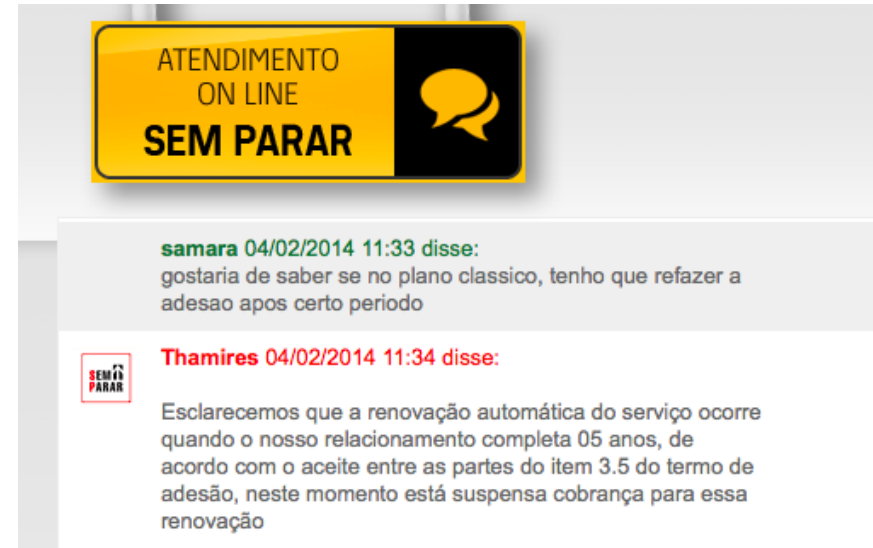 ATENDIMENTO
ON LINE
SEM PARAR
samara 04/02/2014 11:33 disse:
gostaria de saber se no plano classico, tenho que refazer a
adesao apos certo periodo
Thamires 04/02/2014 11:34 disse:
SEM
PARAR
Esclarecemos que a renovação automática do serviço ocorre
quando o nosso relacionamento completa 05 anos, de
acordo com o aceite entre as partes do item 3.5 do termo de
adesão, neste momento está suspensa cobrança para essa
renovação